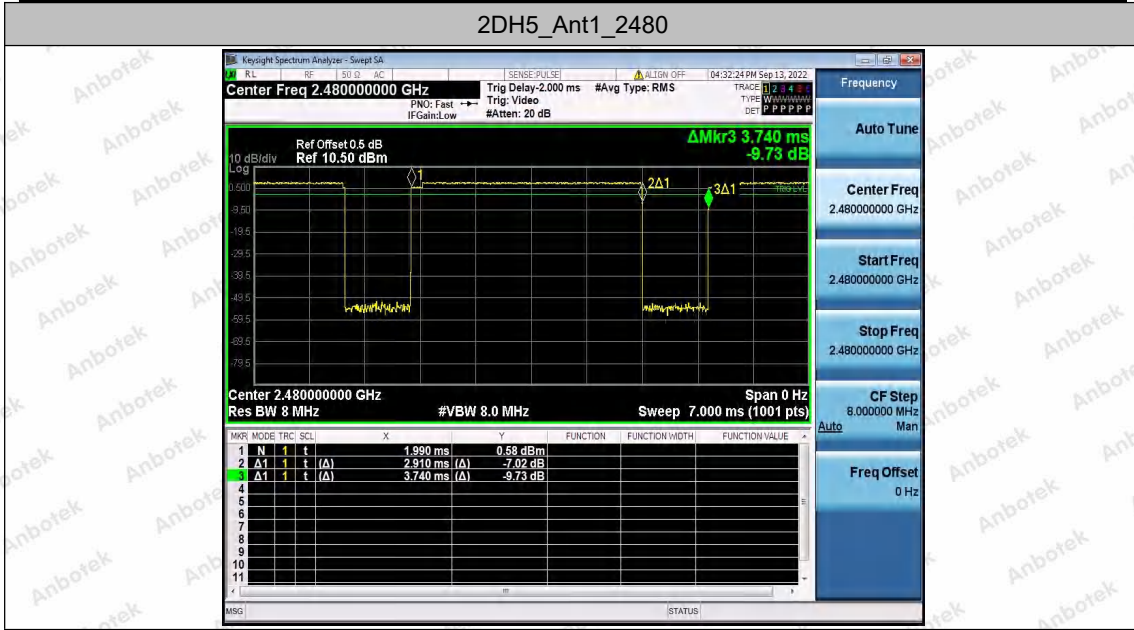 2DH5_Ant1_2480
Keysight Spectrum Analyzer - Swept SA
RL RF 50 Ω AC SENSE:PULSE ALIGN OFF 04:32:24 PM Sep 13, 2022
Center Freq 2.480000000 GHz
Trig Delay-2.000 ms #Avg Type: RMS
TRACE 1 2 3 4 5 6
PNO: Fast Trig: Video
TYPE WWWWWW
IFGain:Low #Atten: 20 dB
DET P P P P P P
Frequency
Auto Tune
Center Freq
2.480000000 GHz
Start Freq
2.480000000 GHz
Stop Freq
2.480000000 GHz
CF Step
8.000000 MHz
Auto Man
Freq Offset
0 Hz
ΔMkr3 3.740 ms
-9.73 dB
Ref Offset 0.5 dB
10 dB/div Ref 10.50 dBm
Log
0.500
-9.50
-19.5
-29.5
-39.5
-49.5
-59.5
-69.5
-79.5
1
2Δ1
3Δ1
TRIG LVL
Center 2.480000000 GHz Span 0 Hz
Res BW 8 MHz #VBW 8.0 MHz Sweep 7.000 ms (1001 pts)
MKR MODE TRC SCL X Y FUNCTION FUNCTION WIDTH FUNCTION VALUE
1 N 1 t 1.990 ms 0.58 dBm
2 Δ1 1 t (Δ) 2.910 ms (Δ) -7.02 dB
3 Δ1 1 t (Δ) 3.740 ms (Δ) -9.73 dB
4
5
6
7
8
9
10
11
MSG STATUS
Anbotek